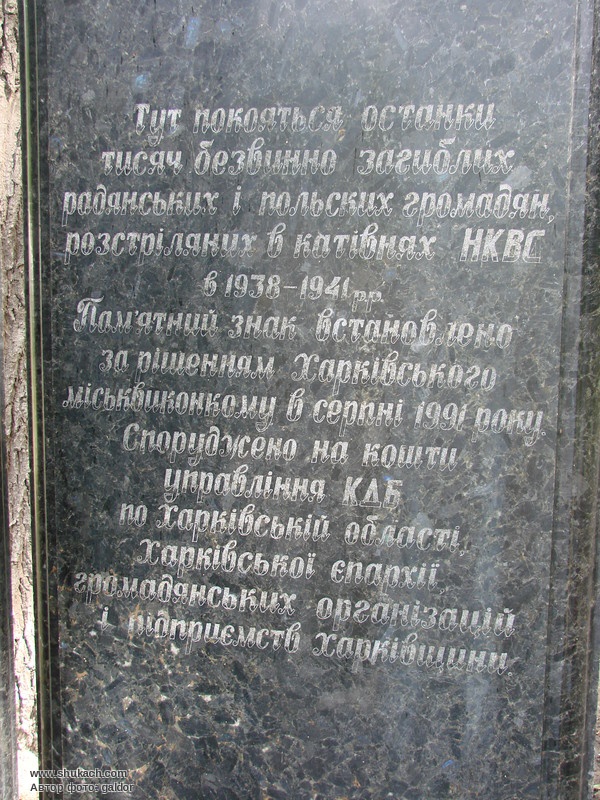 Тут покояться останки
тисяч безвинно загиблих
радянських і польских громадян,
розстріляних в катівнях НКВС
в 1938-1941рр.
Пам'ятний знак встановлено
за рішенням Харківського
міськвиконкому в серпні 1991 року.
Споруджено на кошти
управління КДБ
по Харківській області,
Харківської єпархії,
громадянських організацій
і підприємств Харківщини.
www.shukach.com
Автор фото: galdor